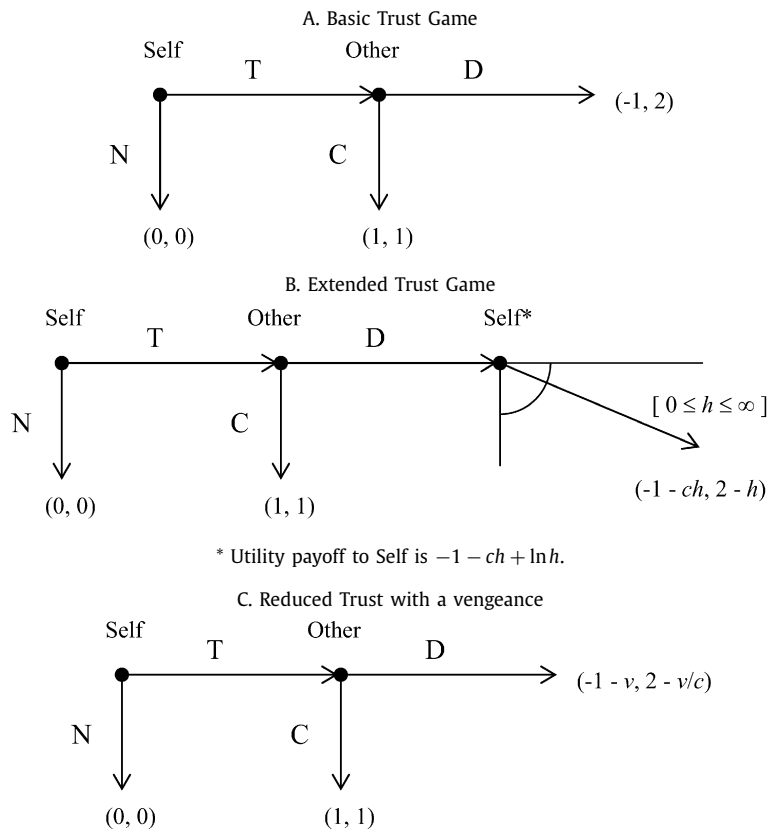 A. Basic Trust Game
Self Other
T D
(-1, 2)
N C
(0, 0) (1, 1)
B. Extended Trust Game
Self Other Self*
T D
[ 0 ≤ h ≤ ∞ ]
N C
(-1 - ch, 2 - h)
(0, 0) (1, 1)
* Utility payoff to Self is −1 − ch + ln h.
C. Reduced Trust with a vengeance
Self Other
T D
(-1 - v, 2 - v/c)
N C
(0, 0) (1, 1)